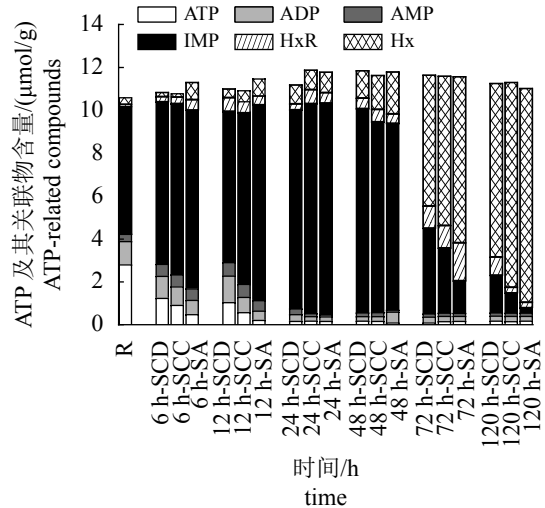 ATP ADP AMP
IMP HxR Hx
ATP 及其关联物含量/(μmol/g)
ATP-related compounds
14
12
10
8
6
4
2
0
R
6 h-SCD
6 h-SCC
6 h-SA
12 h-SCD
12 h-SCC
12 h-SA
24 h-SCD
24 h-SCC
24 h-SA
48 h-SCD
48 h-SCC
48 h-SA
72 h-SCD
72 h-SCC
72 h-SA
120 h-SCD
120 h-SCC
120 h-SA
时间/h
time